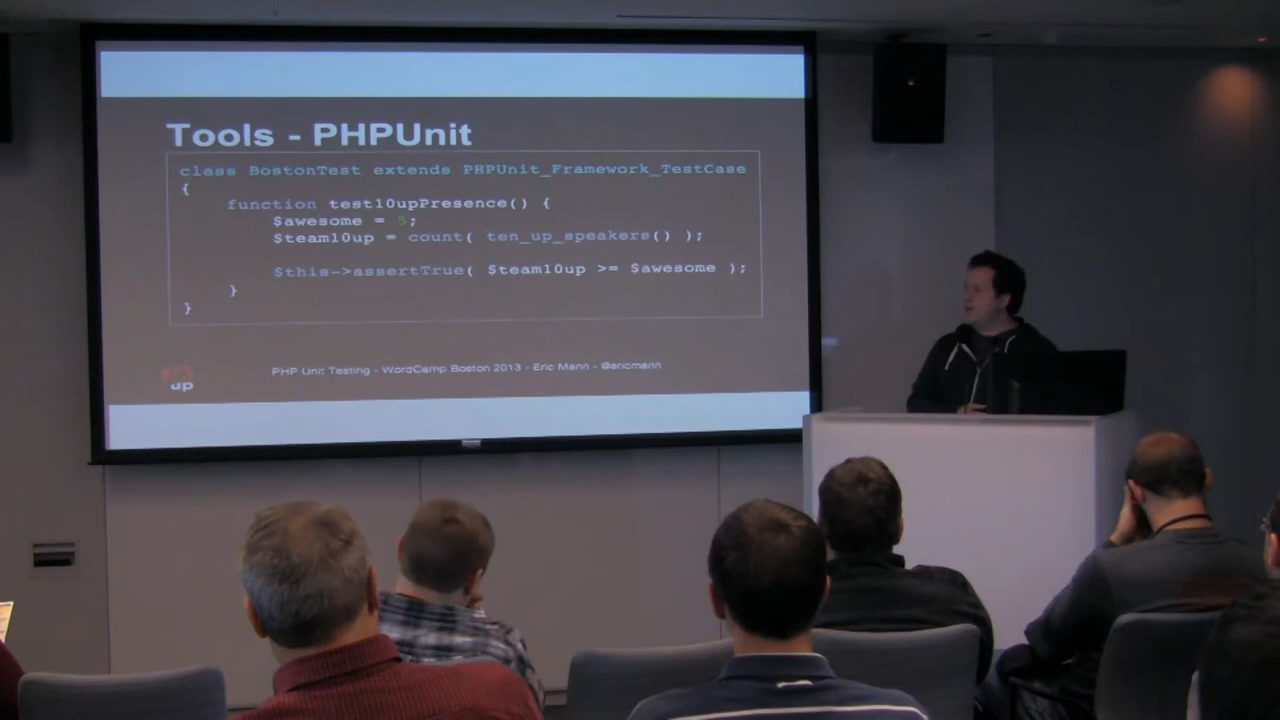 Tools - PHPUnit
class BostonTest extends PHPUnit_Framework_TestCase
{
function test10upPresence() {
$awesome = 5;
$team10up = count( ten_up_speakers() );
$this->assertTrue( $team10up >= $awesome );
}
}
10up
PHP Unit Testing - WordCamp Boston 2013 - Eric Mann - @ericmann